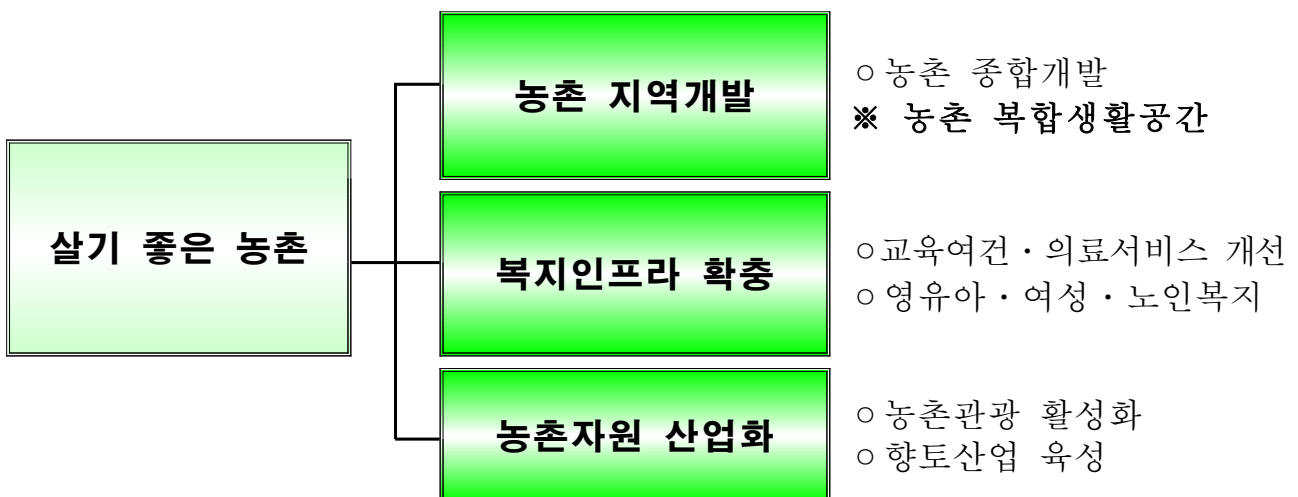 살기 좋은 농촌
농촌 지역개발
○농촌 종합개발
※ 농촌 복합생활공간
복지인프라 확충
○교육여건·의료서비스 개선
○영유아·여성·노인복지
농촌자원 산업화
○농촌관광 활성화
○향토산업 육성